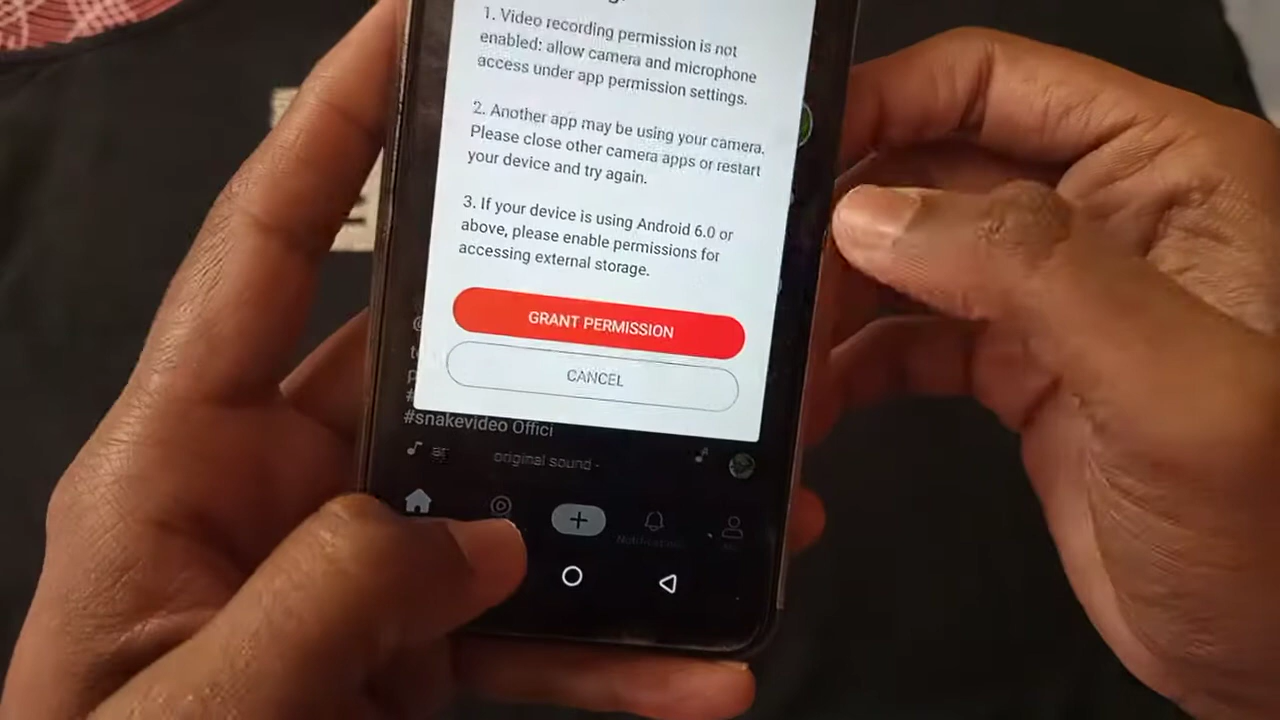 1. Video recording permission is not
enabled: allow camera and microphone
access under app permission settings.
2. Another app may be using your camera.
Please close other camera apps or restart
your device and try again.
3. If your device is using Android 6.0 or
above, please enable permissions for
accessing external storage.
GRANT PERMISSION
CANCEL
#snakevideo Offici
original sound -